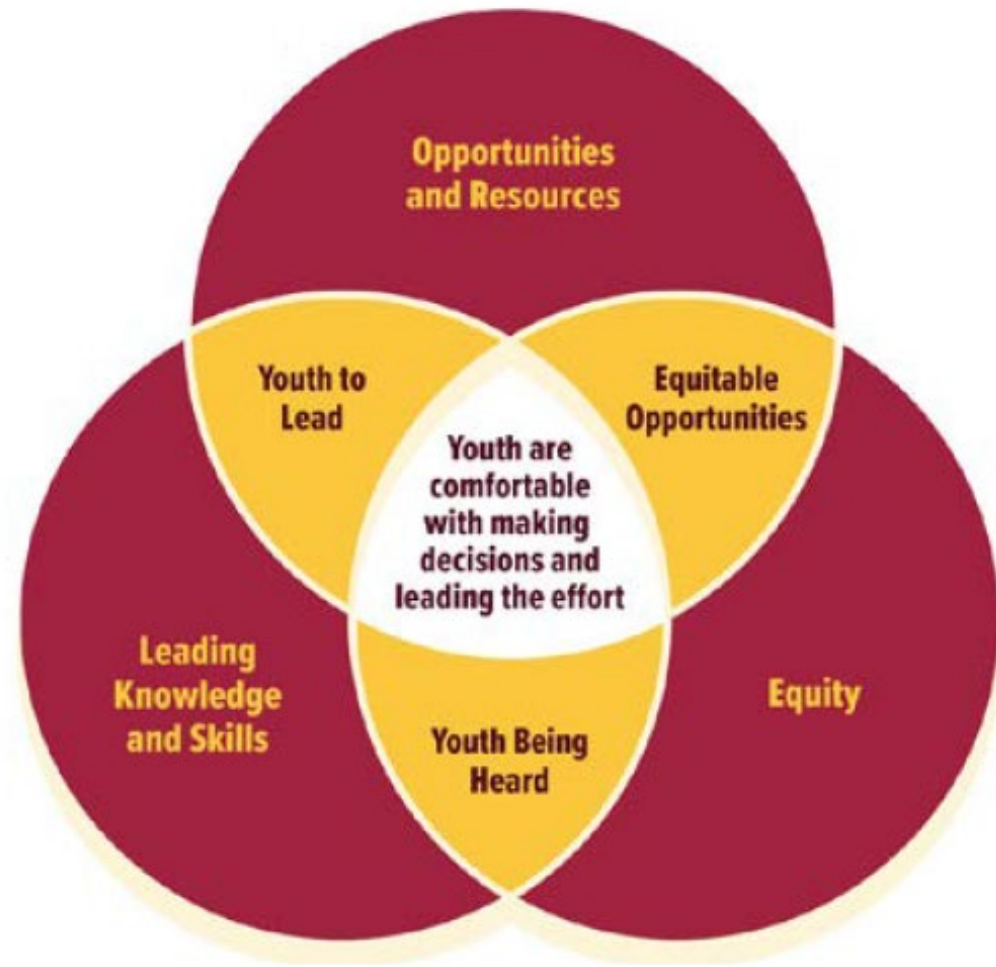 Opportunities
and Resources
Youth to
Lead
Equitable
Opportunities
Youth are
comfortable
with making
decisions and
leading the effort
Leading
Knowledge
and Skills
Equity
Youth Being
Heard